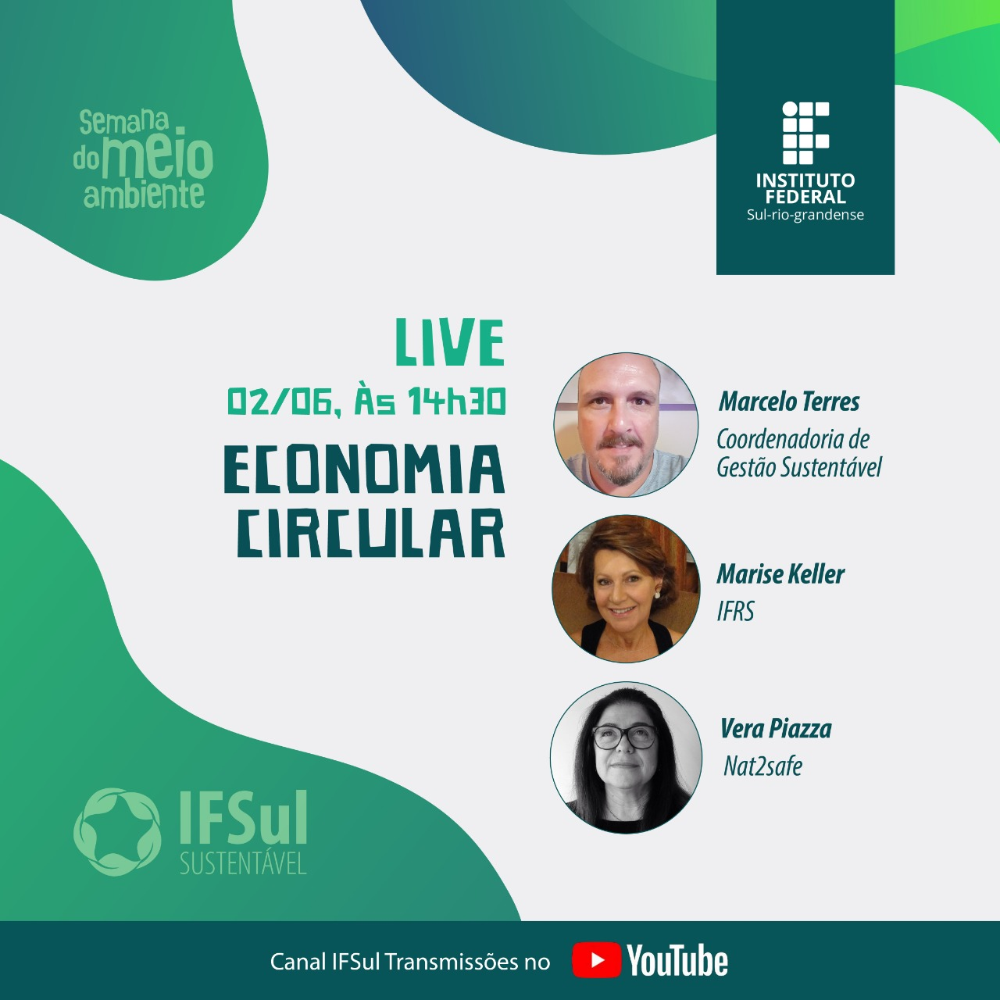 Semana
do meio
ambiente
INSTITUTO
FEDERAL
Sul-rio-grandense
LIVE
02/06, Às 14h30
ECONOMIA
CIRCULAR
Marcelo Terres
Coordenadoria de
Gestão Sustentável
Marise Keller
IFRS
Vera Piazza
Nat2safe
IFSul
SUSTENTÁVEL
Canal IFSul Transmissões no YouTube